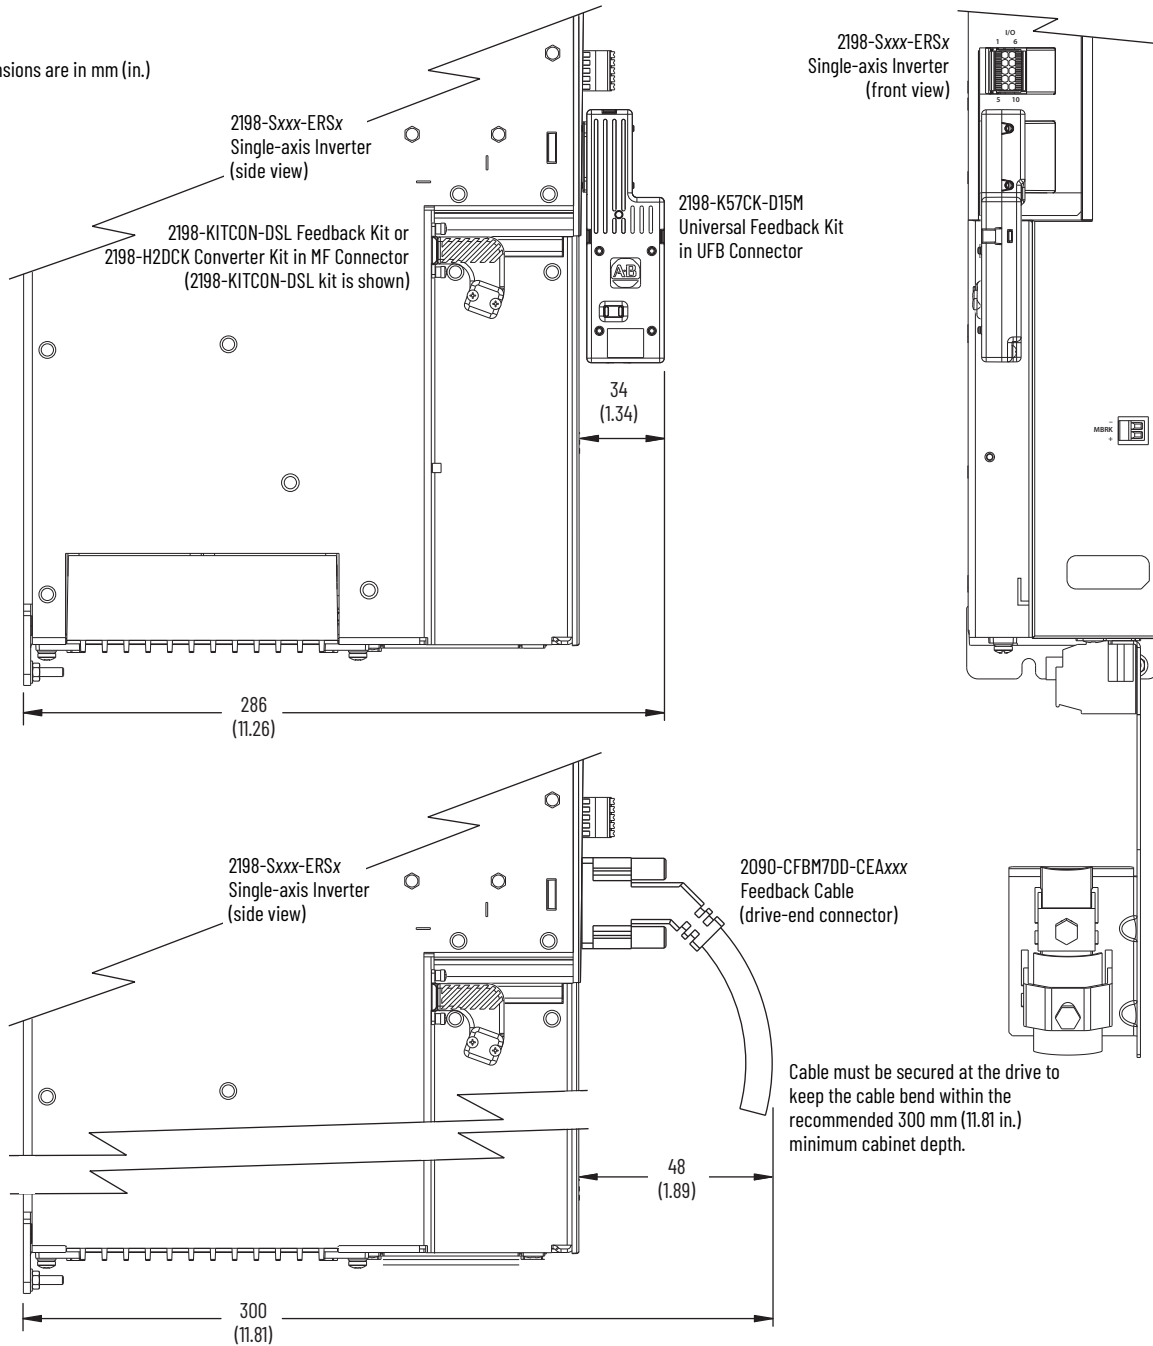 sions are in mm (in.)
2198-Sxxx-ERSx
Single-axis Inverter
(side view)
2198-KITCON-DSL Feedback Kit or
2198-H2DCK Converter Kit in MF Connector
(2198-KITCON-DSL kit is shown)
2198-K57CK-D15M
Universal Feedback Kit
in UFB Connector
A-B
34
(1.34)
286
(11.26)
2198-Sxxx-ERSx
Single-axis Inverter
(front view)
I/O
1 6
5 10
MBRK
–
+
2198-Sxxx-ERSx
Single-axis Inverter
(side view)
2090-CFBM7DD-CEAxxx
Feedback Cable
(drive-end connector)
Cable must be secured at the drive to
keep the cable bend within the
recommended 300 mm (11.81 in.)
minimum cabinet depth.
48
(1.89)
300
(11.81)